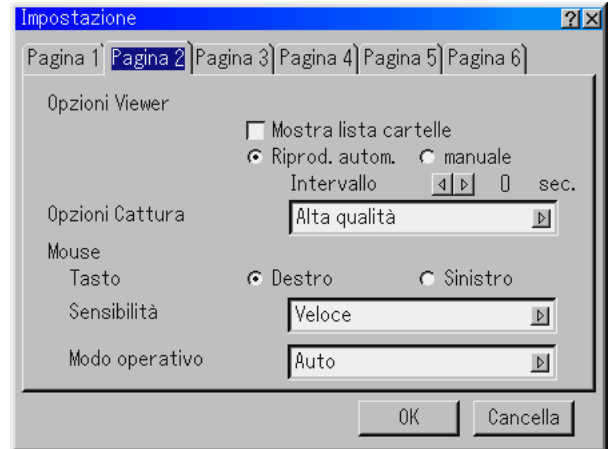 Impostazione
Pagina 1 Pagina 2 Pagina 3 Pagina 4 Pagina 5 Pagina 6
Opzioni Viewer
Mostra lista cartelle
Riprod. autom. manuale
Intervallo 0 sec.
Opzioni Cattura Alta qualità
Mouse
Tasto Destro Sinistro
Sensibilità Veloce
Modo operativo Auto
OK Cancella